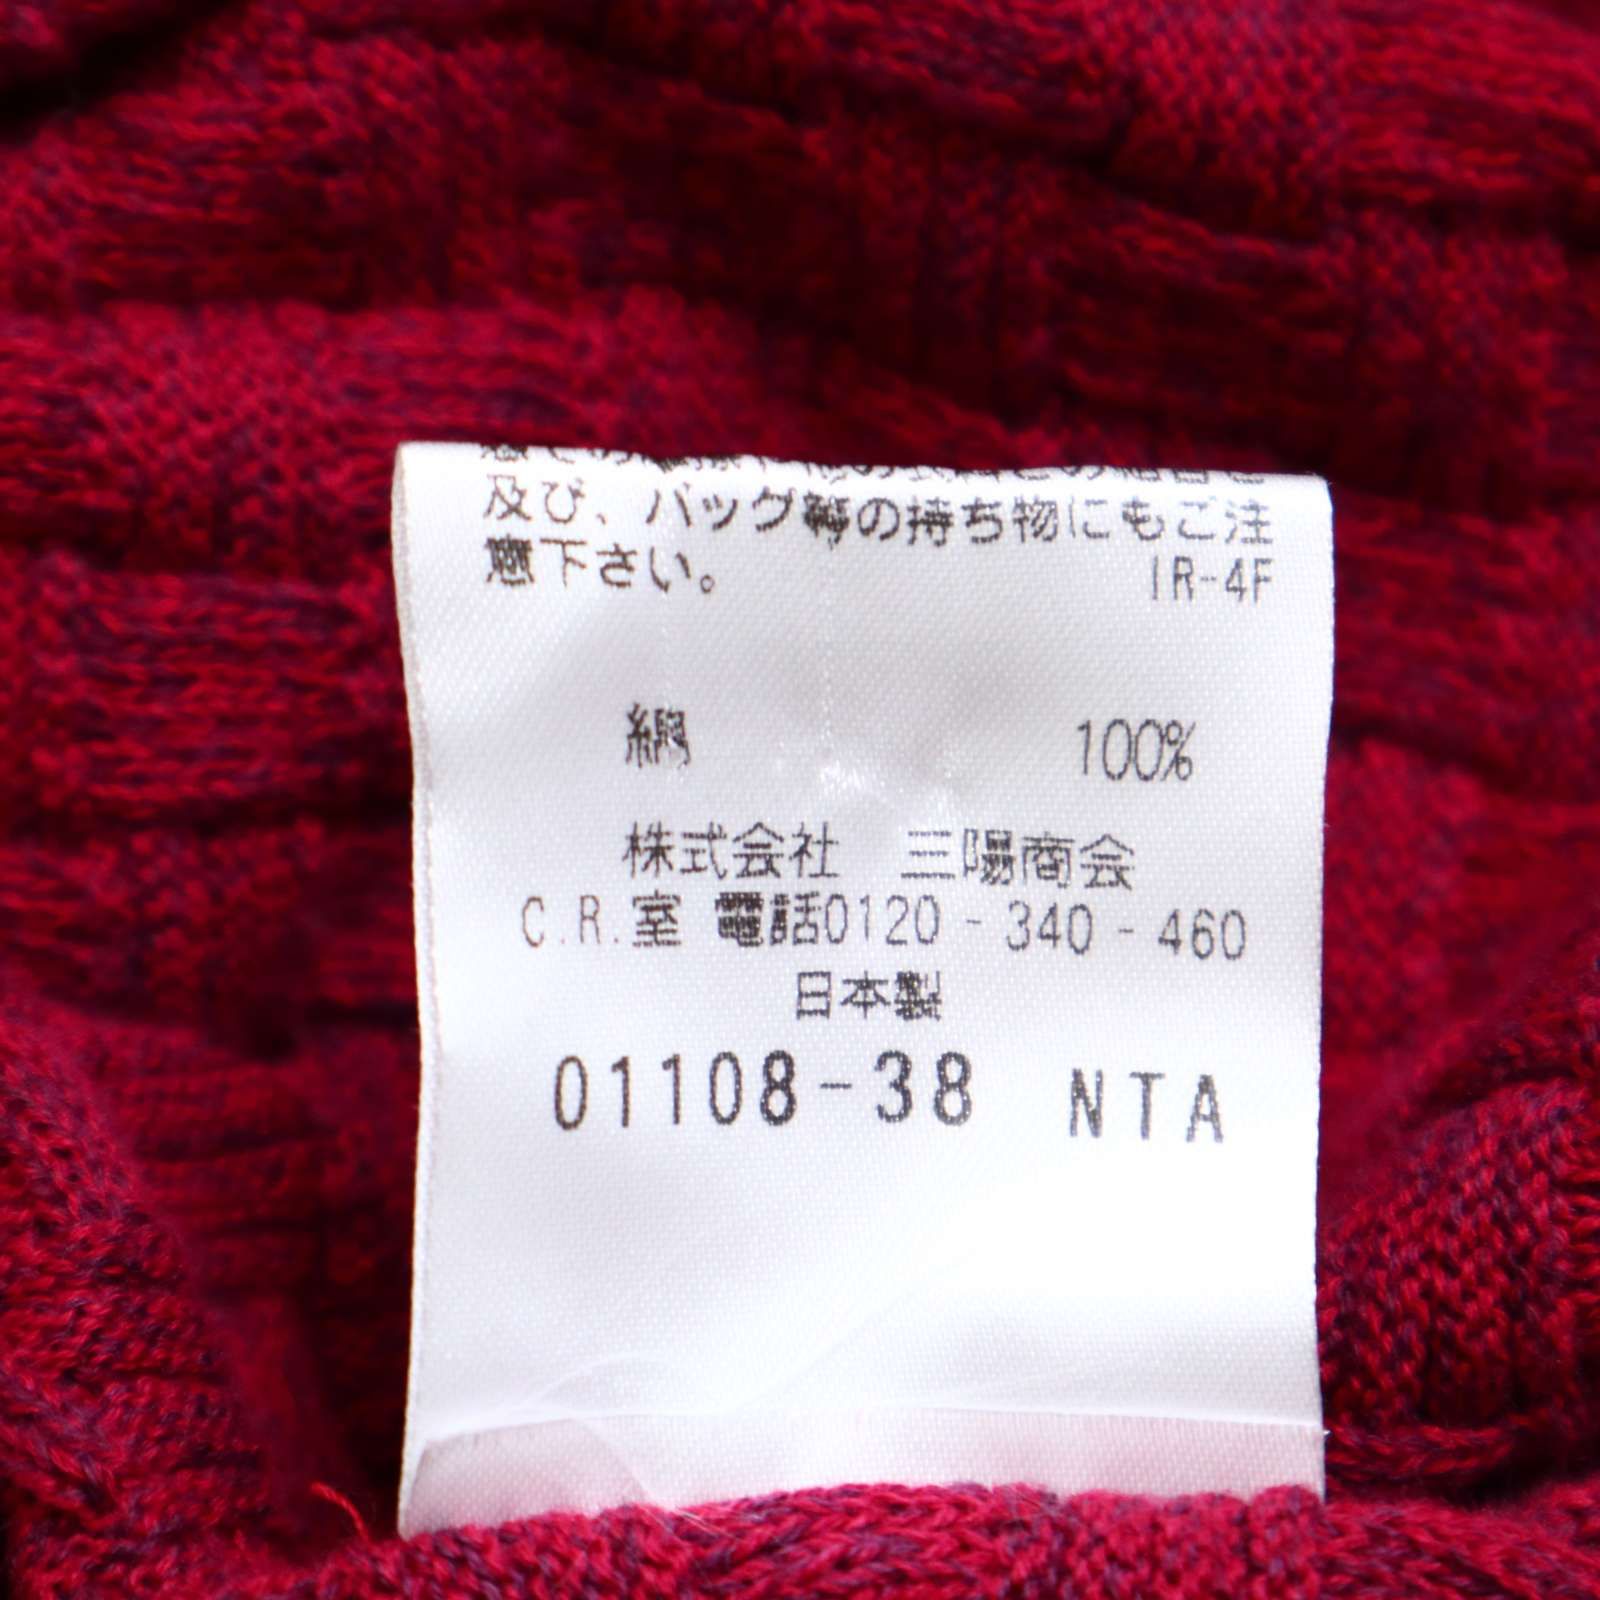 及び、バッグ等の持ち物にもご注
意下さい。 IR-4F
綿 100%
株式会社 三陽商会
C.R.室 電話0120-340-460
日本製
01108-38 NTA